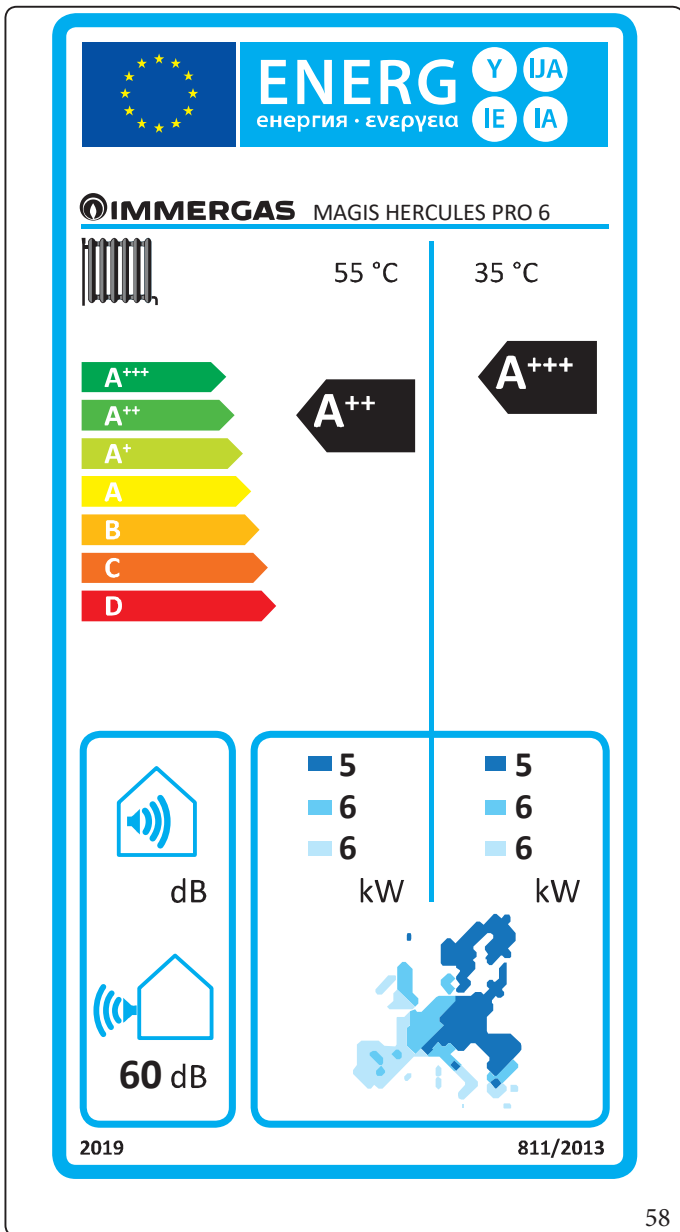 ENERG Y IJA
енергия · ενεργεια IE IA
IMMERGAS MAGIS HERCULES PRO 6
55 °C 35 °C
A+++ A+++
A++ A++
A+
A
B
C
D
5 5
6 6
6 6
dB kW kW
60 dB
2019 811/2013
58